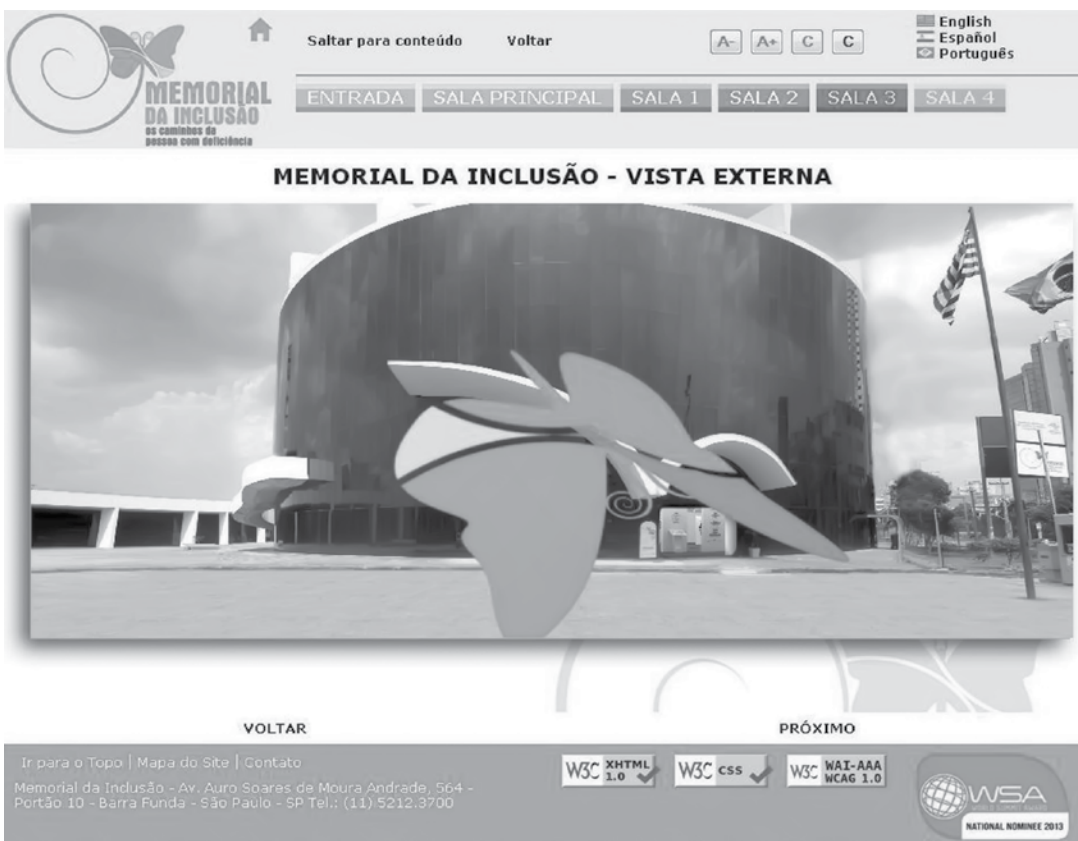 Saltar para conteúdo Voltar A- A+ C C
English
Español
Português
MEMORIAL
DA INCLUSÃO
os caminhos da
pessoa com deficiência
ENTRADA SALA PRINCIPAL SALA 1 SALA 2 SALA 3 SALA 4
MEMORIAL DA INCLUSÃO - VISTA EXTERNA
VOLTAR PRÓXIMO
Ir para o Topo | Mapa do Site | Contato
Memorial da Inclusão - Av. Auro Soares de Moura Andrade, 564 -
Portão 10 - Barra Funda - São Paulo - SP Tel.: (11) 5212.3700
W3C XHTML 1.0
W3C css
W3C WAI-AAA WCAG 1.0
WSA
WORLD SUMMIT AWARD
NATIONAL NOMINEE 2013